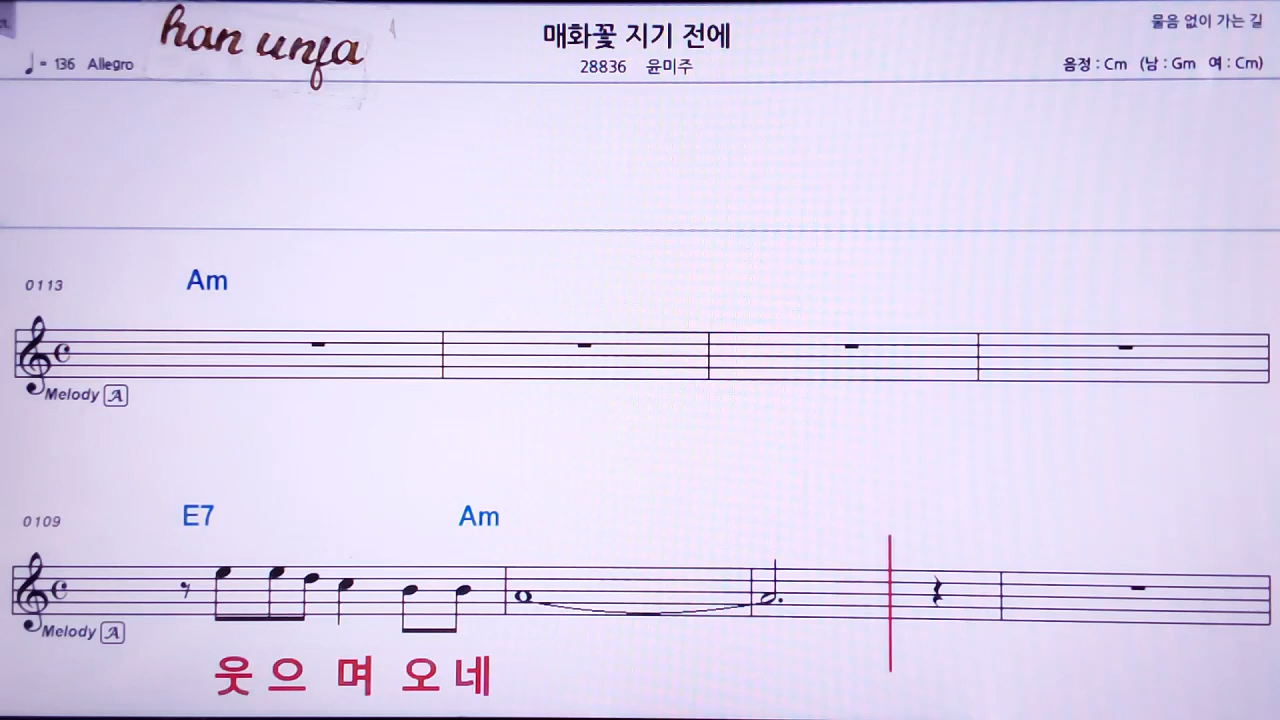 han unfa
매화꽃 지기 전에
물음 없이 가는 길
♩= 136 Allegro
28836 윤미주
음정 : Cm (남 : Gm 여 : Cm)
0113
Am
Melody A
0109
E7 Am
Melody A
웃으며 오네